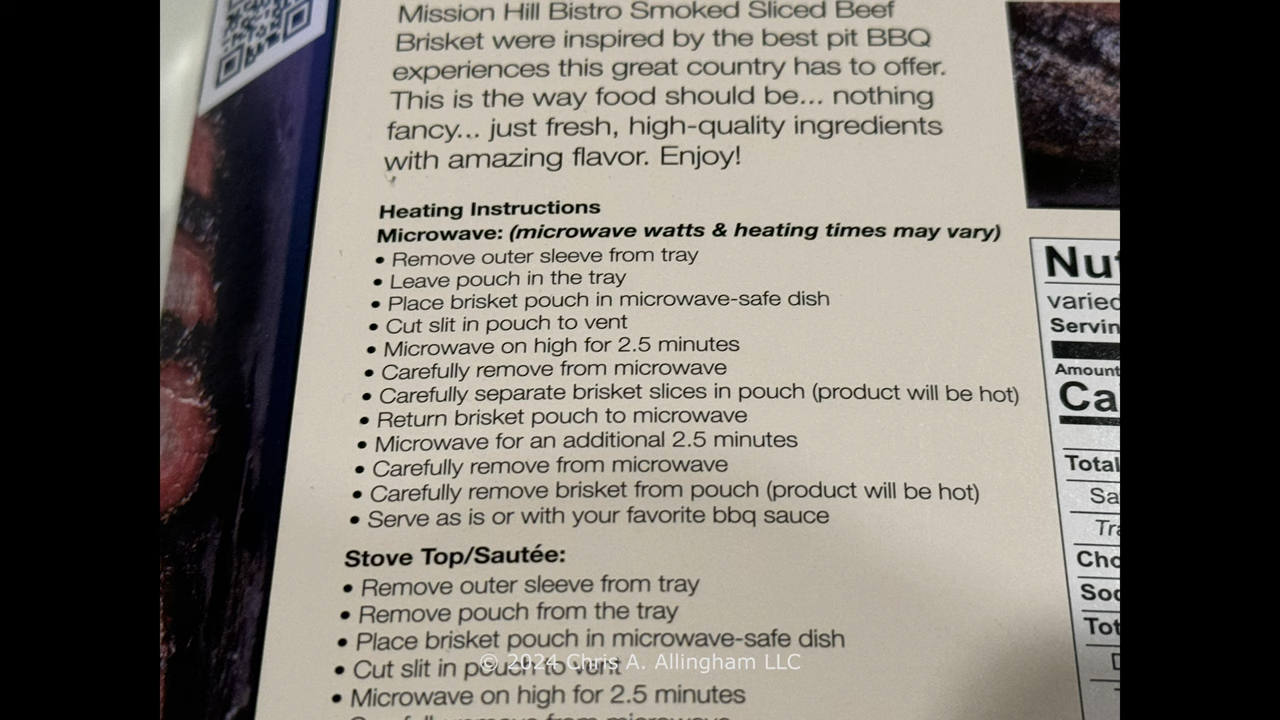 Mission Hill Bistro Smoked Sliced Beef
Brisket were inspired by the best pit BBQ
experiences this great country has to offer.
This is the way food should be... nothing
fancy... just fresh, high-quality ingredients
with amazing flavor. Enjoy!
Heating Instructions
Microwave: (microwave watts & heating times may vary)
• Remove outer sleeve from tray
• Leave pouch in the tray
• Place brisket pouch in microwave-safe dish
• Cut slit in pouch to vent
• Microwave on high for 2.5 minutes
• Carefully remove from microwave
• Carefully separate brisket slices in pouch (product will be hot)
• Return brisket pouch to microwave
• Microwave for an additional 2.5 minutes
• Carefully remove from microwave
• Carefully remove brisket from pouch (product will be hot)
• Serve as is or with your favorite bbq sauce
Stove Top/Sautée:
• Remove outer sleeve from tray
• Remove pouch from the tray
• Place brisket pouch in microwave-safe dish
• Cut slit in pouch to vent
• Microwave on high for 2.5 minutes
Carefully remove from microwave
© 2024 Chris A. Allingham LLC
Nut
varied
Servin
Amount
Ca
Total
Sa
Tra
Cho
Sod
Tot